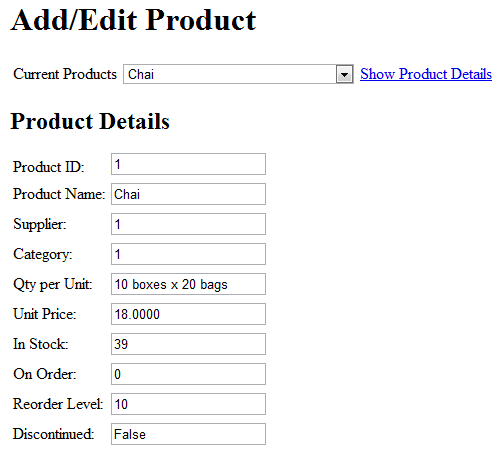 Add/Edit Product
Current Products Chai Show Product Details
Product Details
Product ID: 1
Product Name: Chai
Supplier: 1
Category: 1
Qty per Unit: 10 boxes x 20 bags
Unit Price: 18.0000
In Stock: 39
On Order: 0
Reorder Level: 10
Discontinued: False